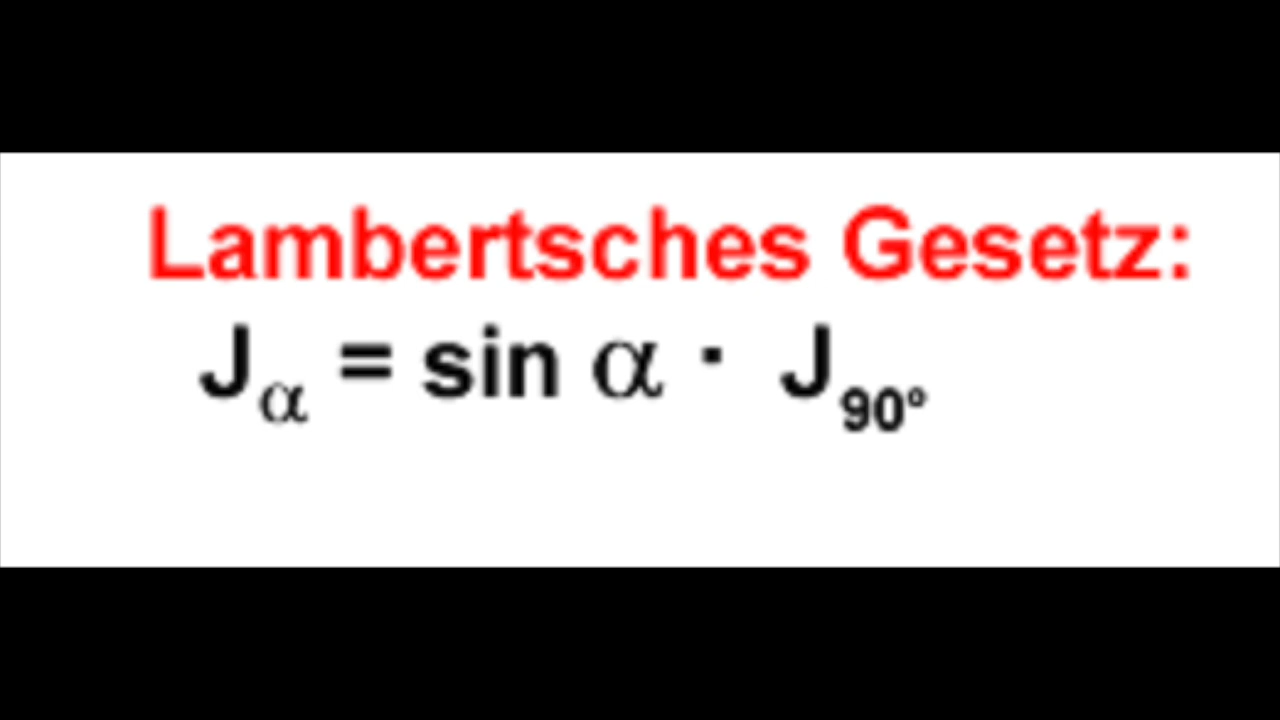 Lambertsches Gesetz:
Jα = sin α · J90°